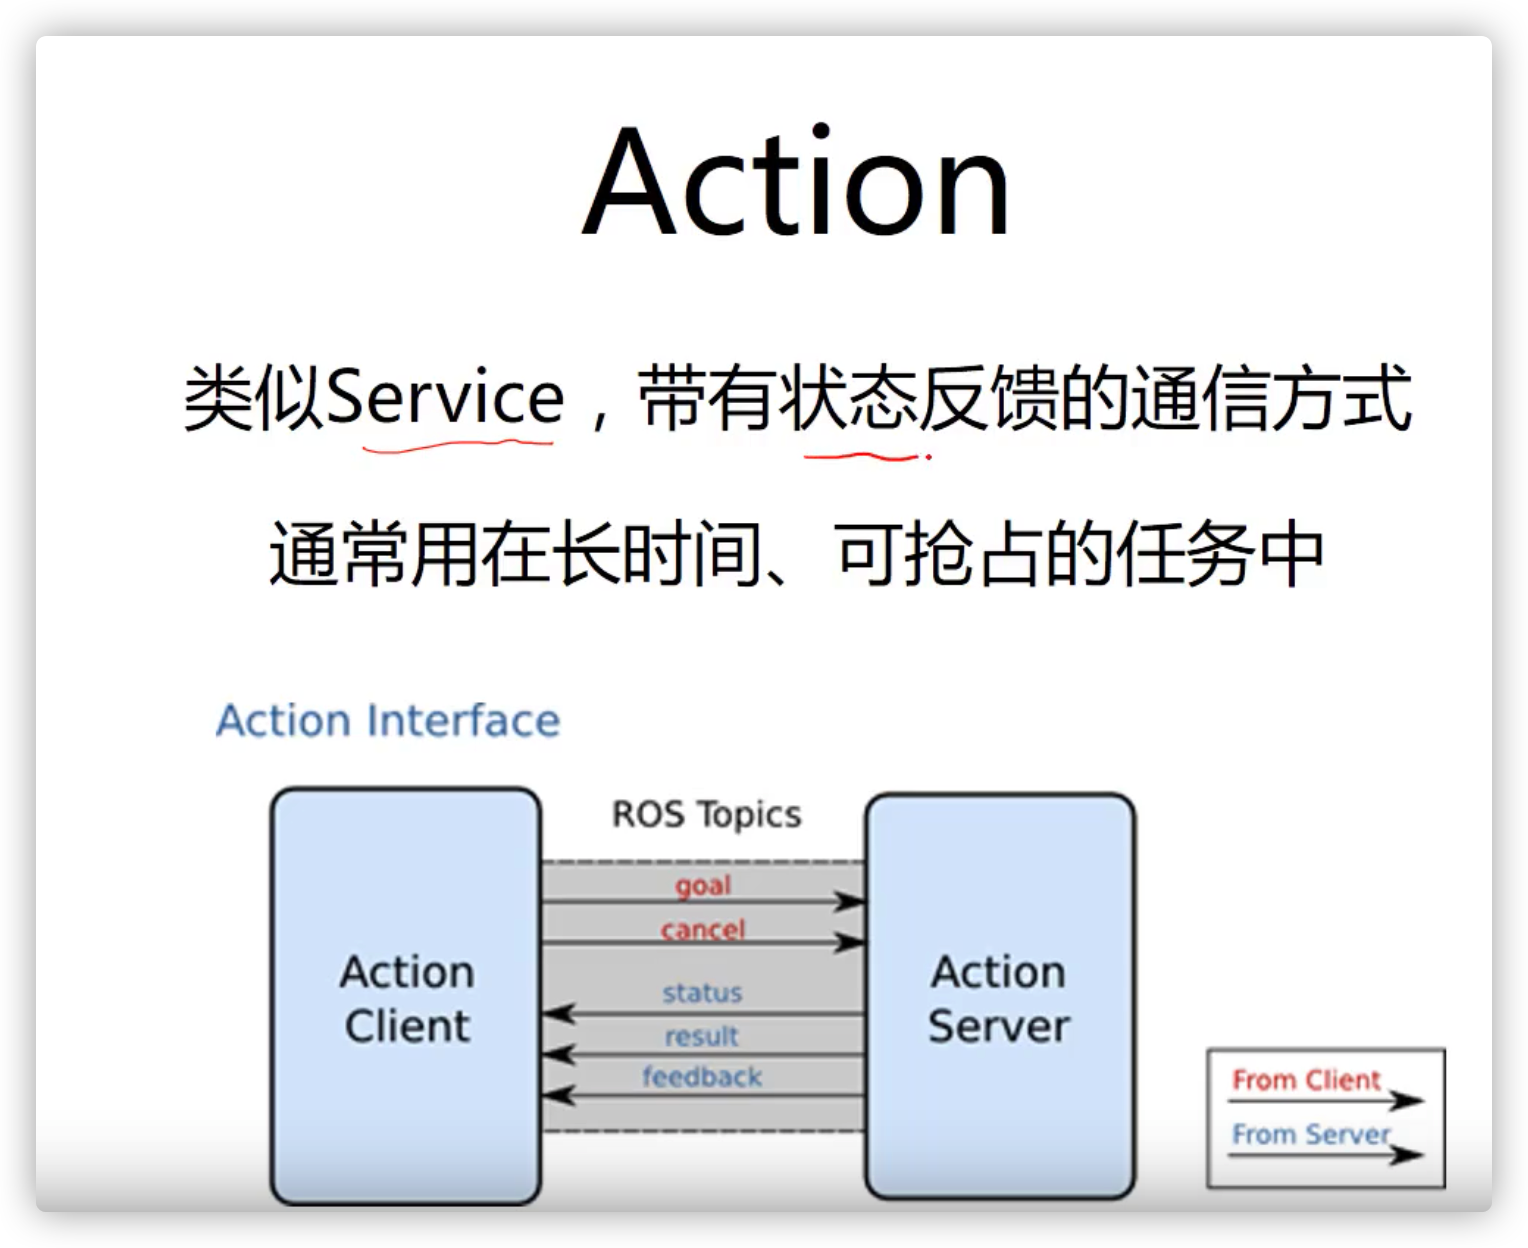 Action
类似Service，带有状态反馈的通信方式
通常用在长时间、可抢占的任务中
Action Interface
ROS Topics
goal
cancel
status
result
feedback
Action
Client
Action
Server
From Client
From Server